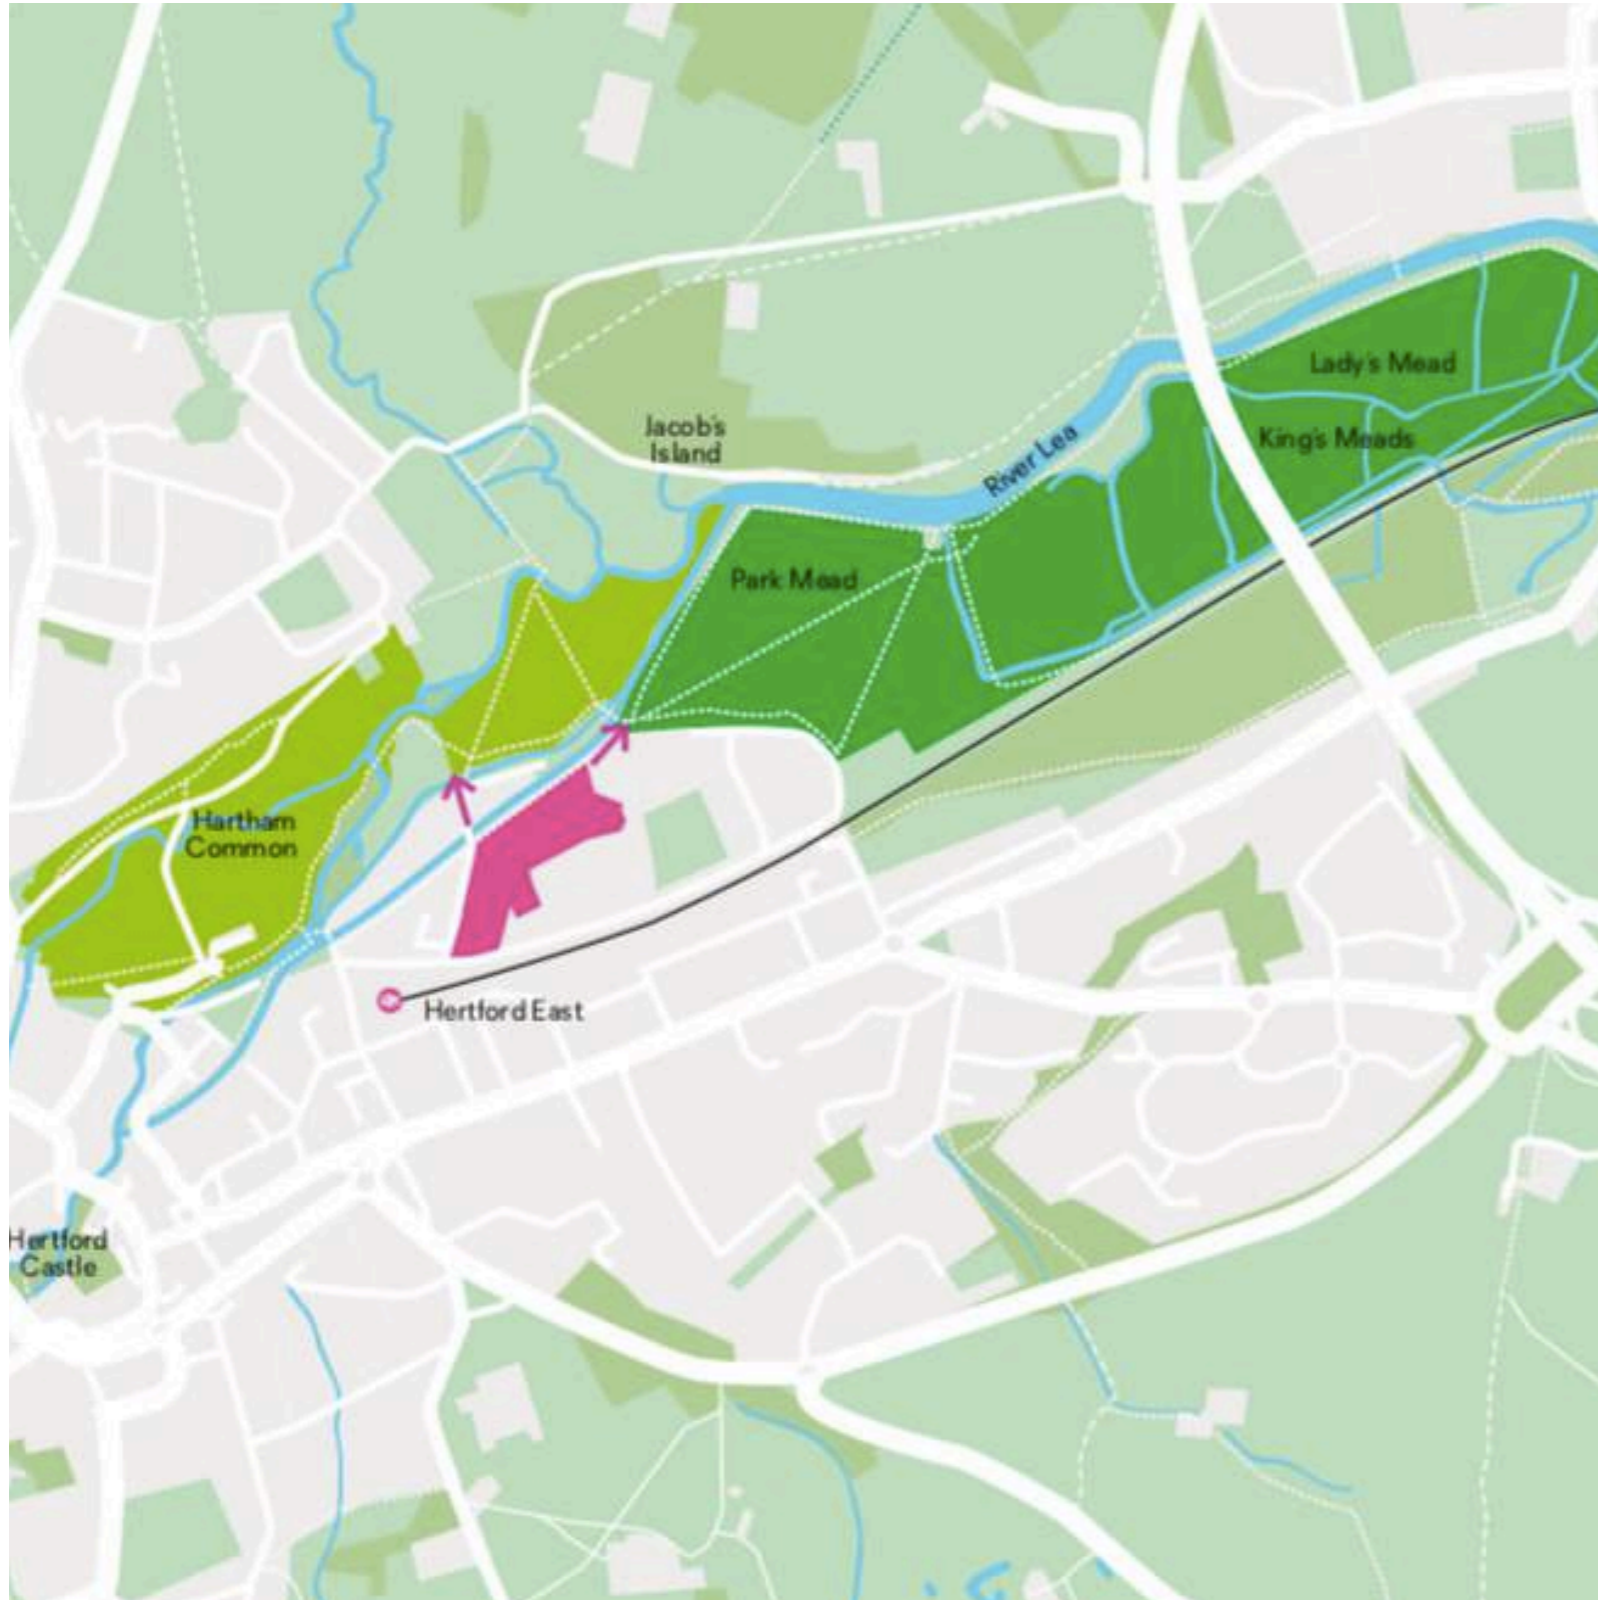 Lady's Mead
Jacob's
Island
King's Meads
River Lea
Park Mead
Hartham
Common
Hertford East
Hertford
Castle